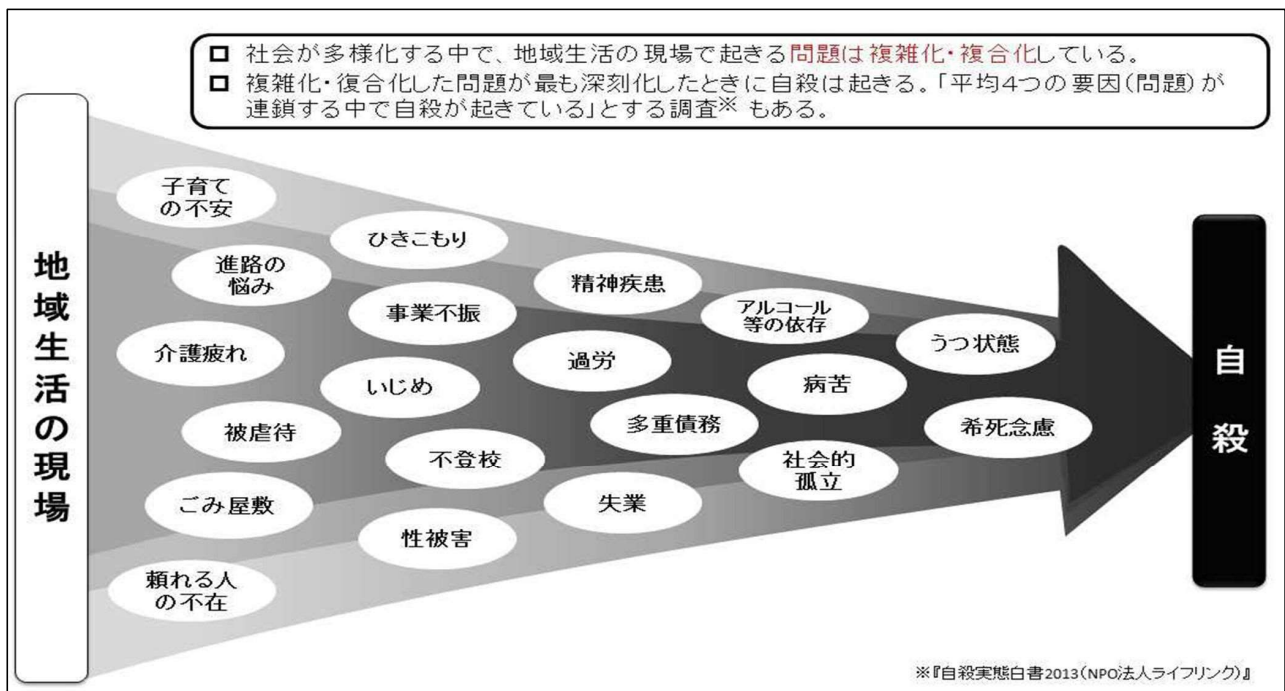 □ 社会が多様化する中で、地域生活の現場で起きる問題は複雑化・複合化している。
□ 複雑化・復合化した問題が最も深刻化したときに自殺は起きる。「平均4つの要因(問題)が
連鎖する中で自殺が起きている」とする調査※もある。
地域生活の現場
子育て
の不安
進路の
悩み
介護疲れ
被虐待
ごみ屋敷
頼れる人
の不在
ひきこもり
事業不振
いじめ
不登校
性被害
精神疾患
過労
多重債務
失業
アルコール
等の依存
病苦
社会的
孤立
うつ状態
希死念慮
自殺
※『自殺実態白書2013(NPO法人ライフリンク)』